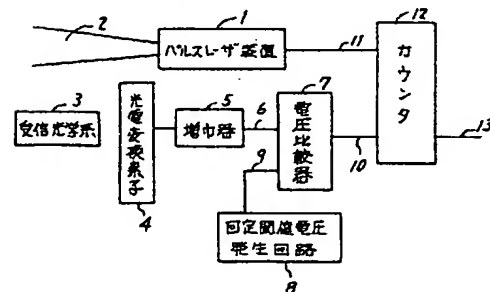 1
12
2
パルスレーザ装置
11
カウンタ
3
受信光学系
光電変換素子
4
5
増巾器
6
9
7
電圧比較器
10
13
固定閾値電圧
発生回路
8